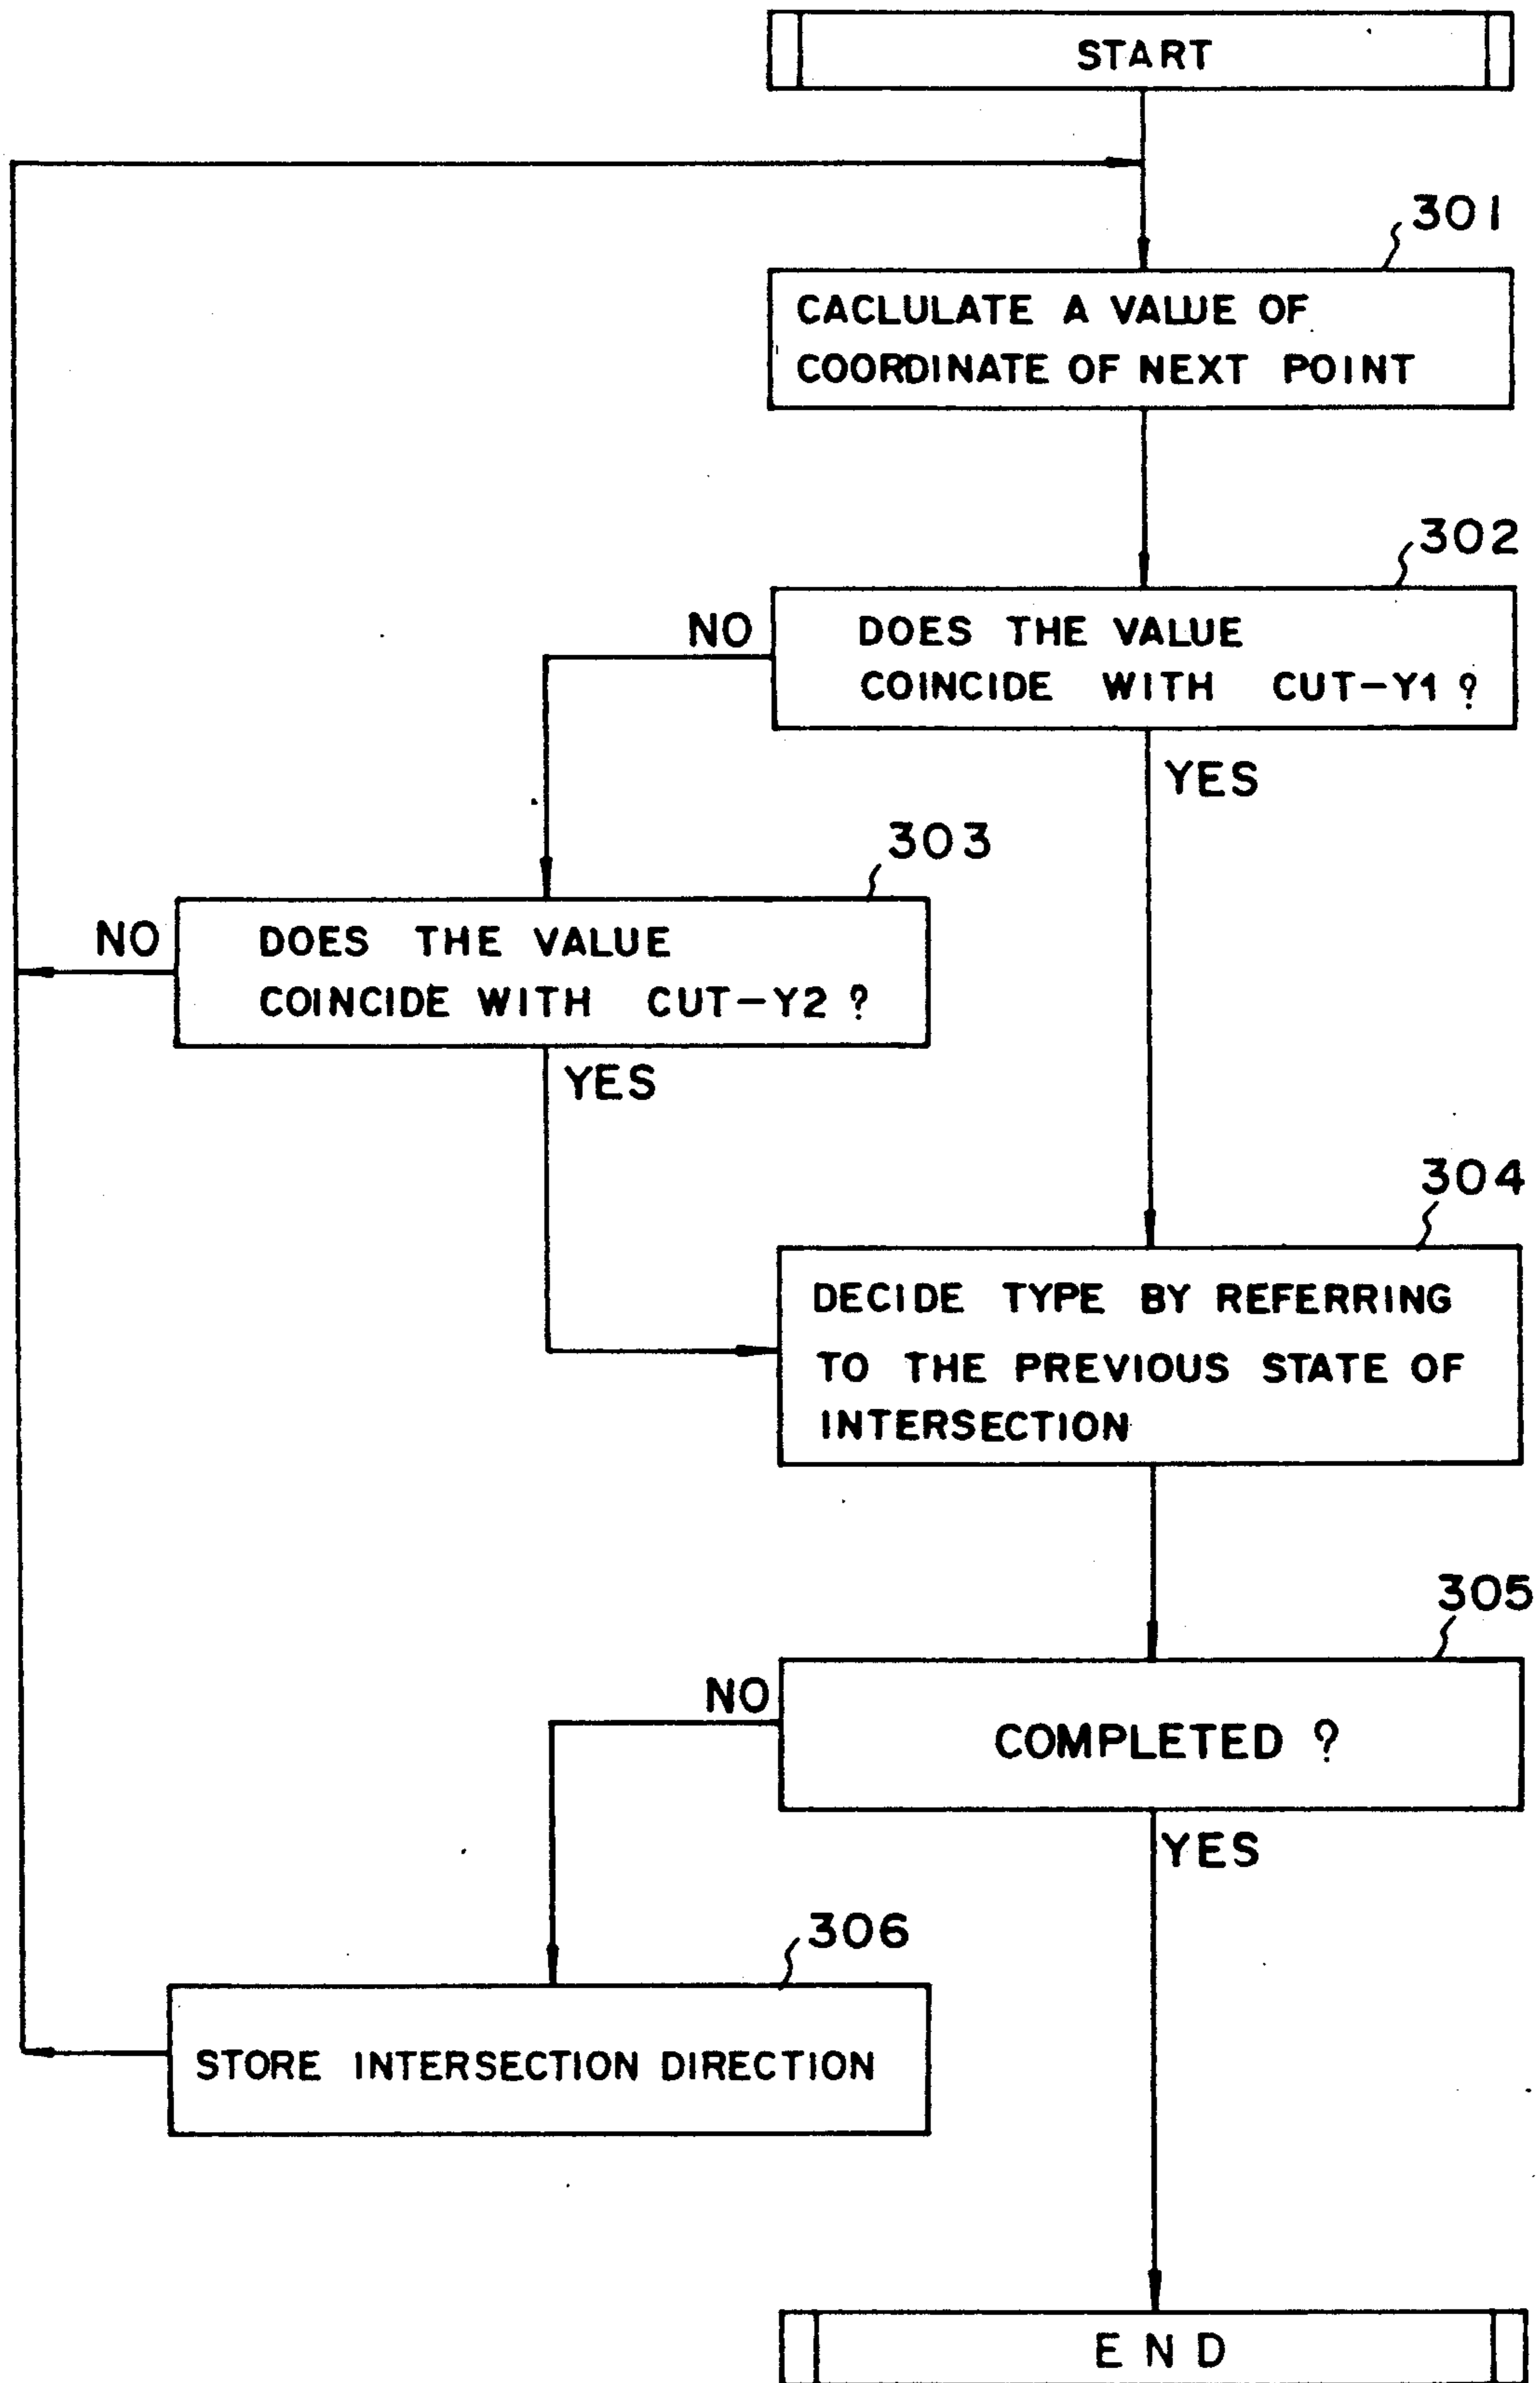 START
301
CACLULATE A VALUE OF
COORDINATE OF NEXT POINT
302
NO
DOES THE VALUE
COINCIDE WITH CUT-Y1?
YES
303
NO
DOES THE VALUE
COINCIDE WITH CUT-Y2?
YES
304
DECIDE TYPE BY REFERRING
TO THE PREVIOUS STATE OF
INTERSECTION
305
NO
COMPLETED ?
YES
306
STORE INTERSECTION DIRECTION
END